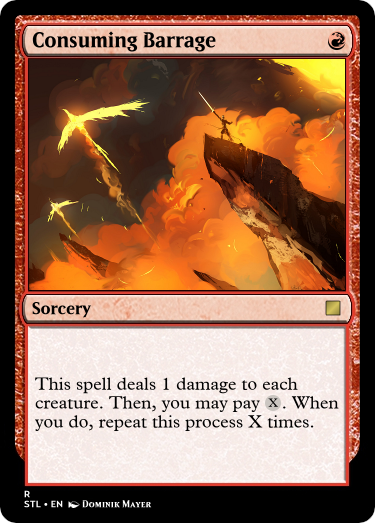 Consuming Barrage
Sorcery
This spell deals 1 damage to each
creature. Then, you may pay X. When
you do, repeat this process X times.
R
STL • EN Dominik Mayer